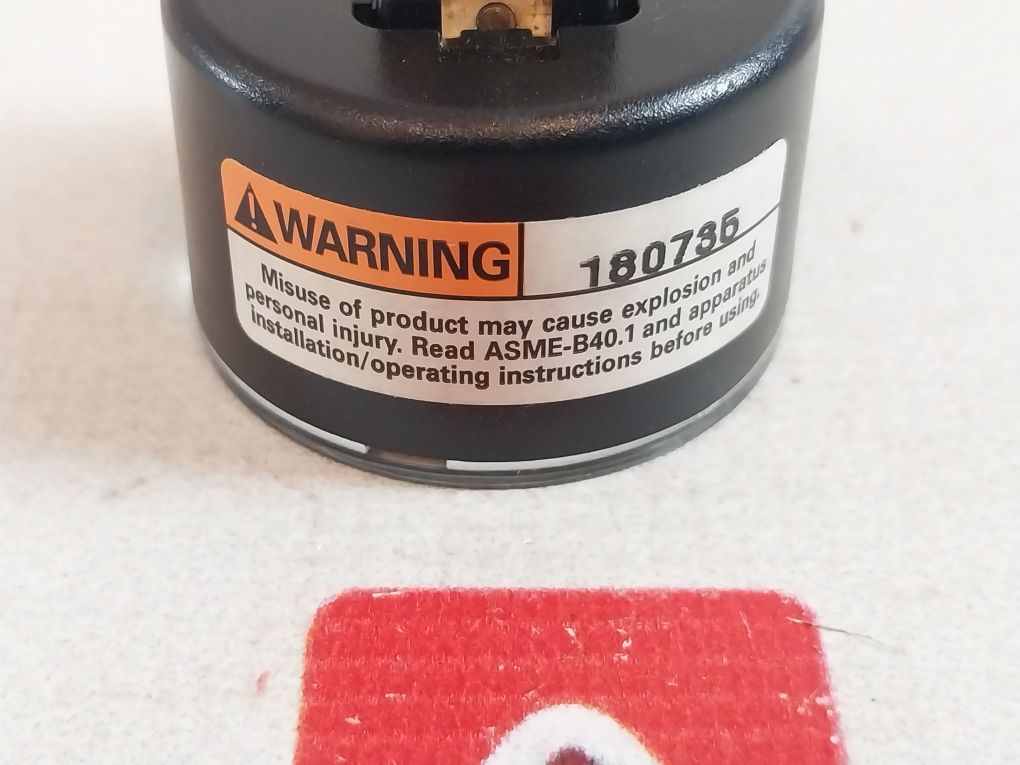 WARNING
180735
Misuse of product may cause explosion and
personal injury. Read ASME-B40.1 and apparatus
installation/operating instructions before using.